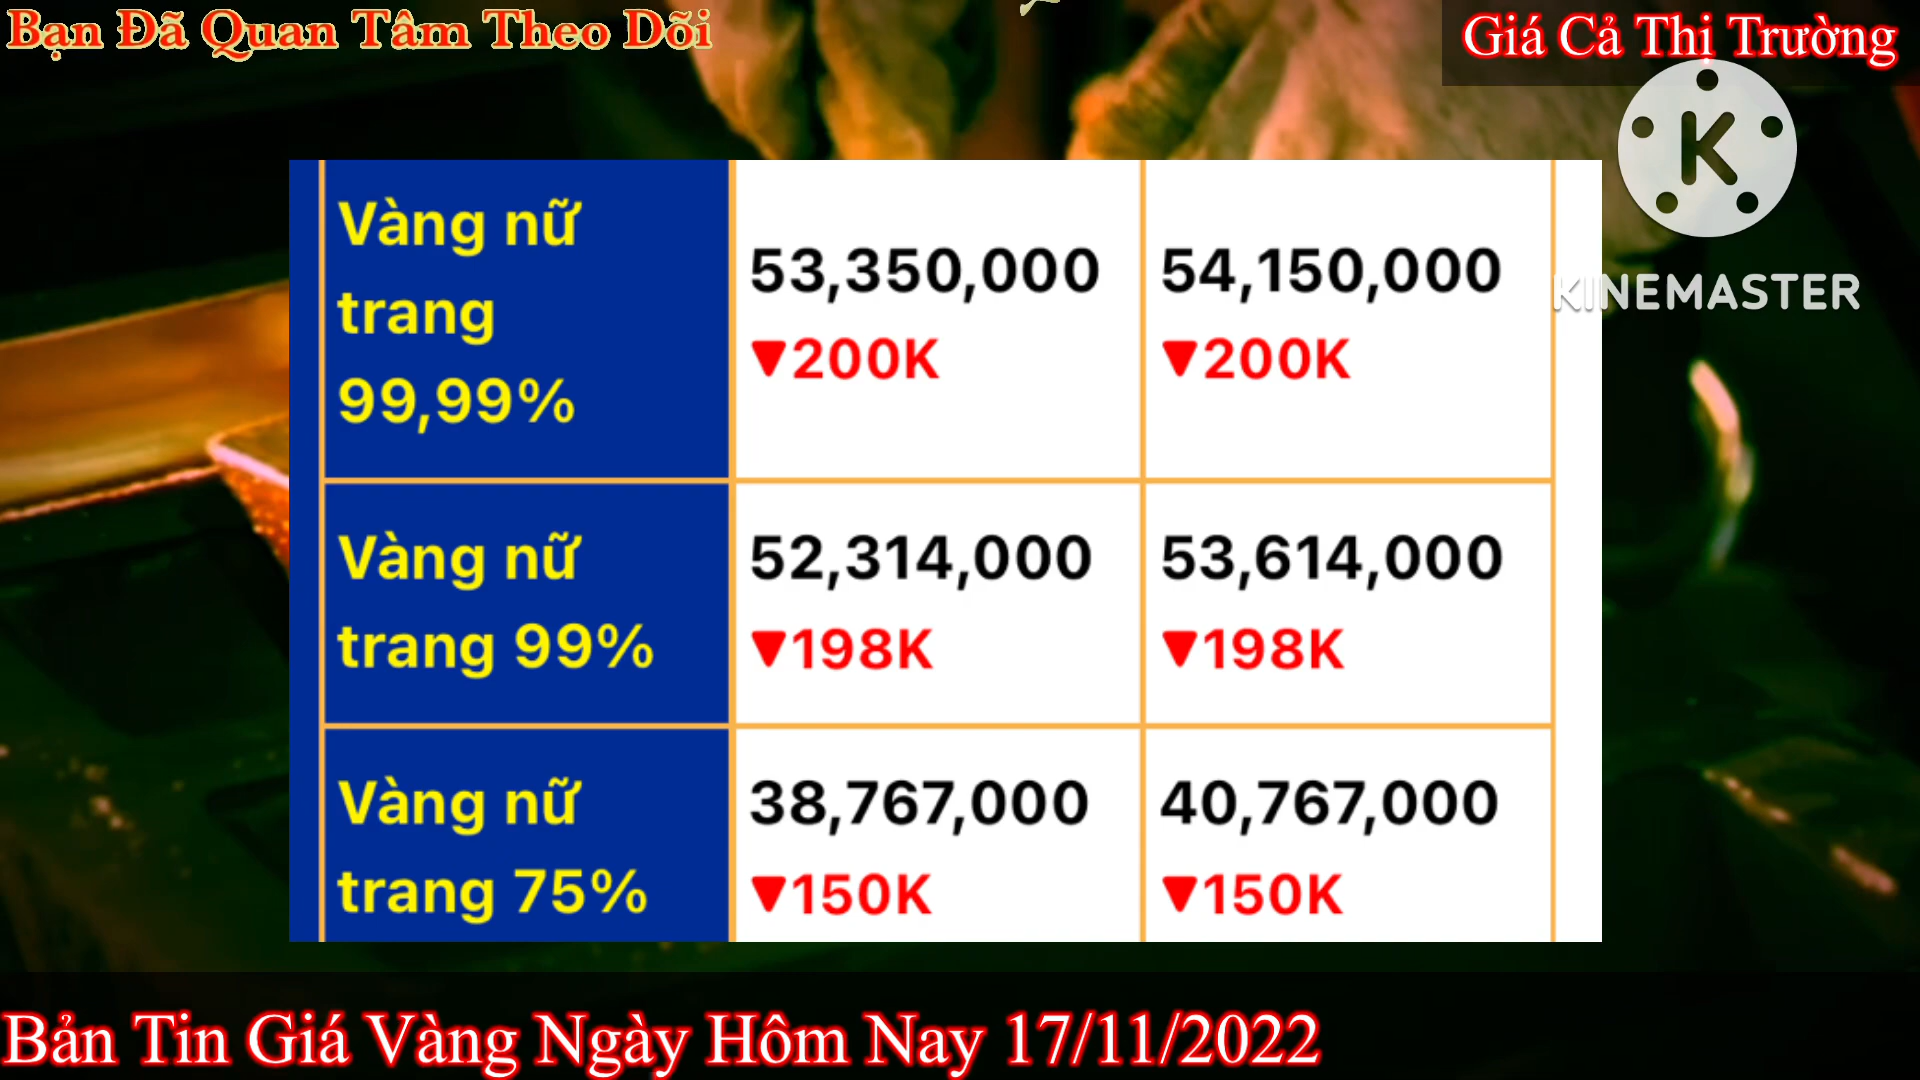 Bạn Đã Quan Tâm Theo Dõi
Giá Cả Thị Trường
K
KINEMASTER
Vàng nữ
trang
99,99%
53,350,000
▼200K
54,150,000
▼200K
Vàng nữ
trang 99%
52,314,000
▼198K
53,614,000
▼198K
Vàng nữ
trang 75%
38,767,000
▼150K
40,767,000
▼150K
Bản Tin Giá Vàng Ngày Hôm Nay 17/11/2022